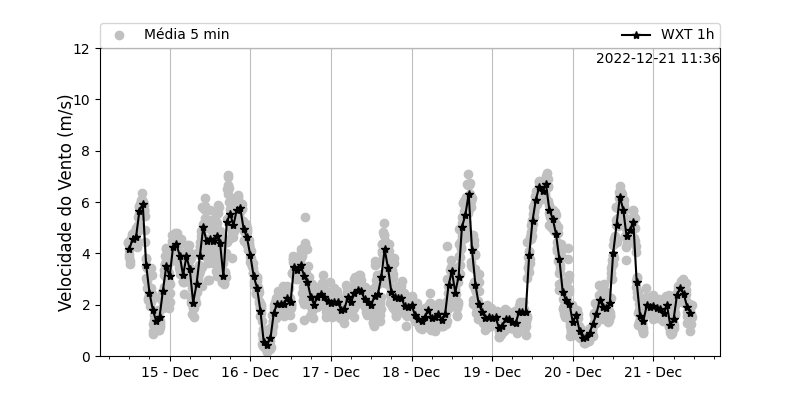 Média 5 min
WXT 1h
2022-12-21 11:36
Velocidade do Vento (m/s)
12
10
8
6
4
2
0
15 - Dec
16 - Dec
17 - Dec
18 - Dec
19 - Dec
20 - Dec
21 - Dec